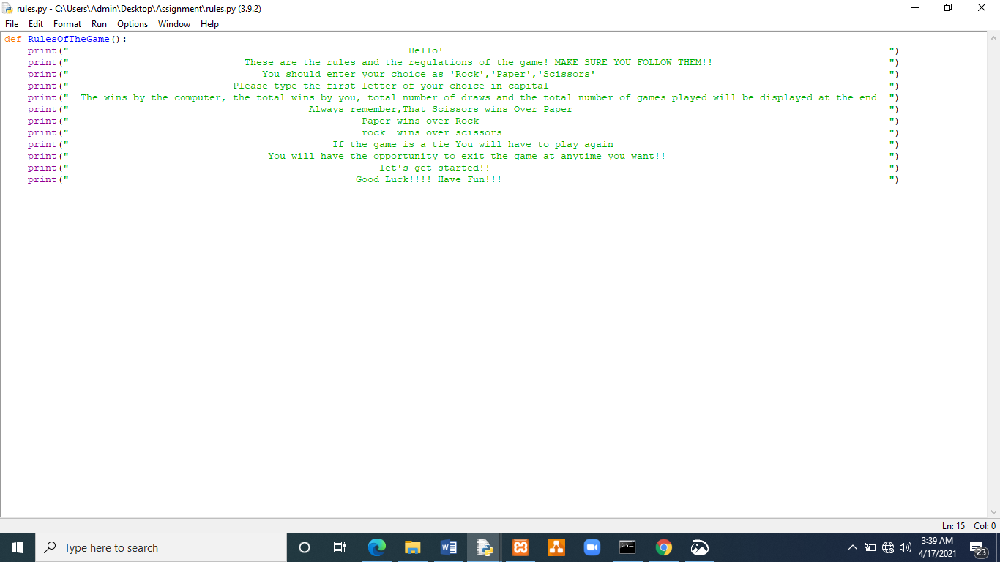 rules.py - C:\Users\Admin\Desktop\Assignment\rules.py (3.9.2)
File Edit Format Run Options Window Help
def RulesOfTheGame():
    print("                                                          Hello!                                                                            ")
    print("                              These are the rules and the regulations of the game! MAKE SURE YOU FOLLOW THEM!!                              ")
    print("                                 You should enter your choice as 'Rock','Paper','Scissors'                                                  ")
    print("                            Please type the first letter of your choice in capital                                                          ")
    print("  The wins by the computer, the total wins by you, total number of draws and the total number of games played will be displayed at the end  ")
    print("                                         Always remember,That Scissors wins Over Paper                                                      ")
    print("                                                  Paper wins over Rock                                                                      ")
    print("                                                  rock  wins over scissors                                                                  ")
    print("                                             If the game is a tie You will have to play again                                               ")
    print("                                  You will have the opportunity to exit the game at anytime you want!!                                      ")
    print("                                                     let's get started!!                                                                    ")
    print("                                                 Good Luck!!!! Have Fun!!!                                                                  ")
Ln: 15 Col: 0
Type here to search
3:39 AM
4/17/2021
23